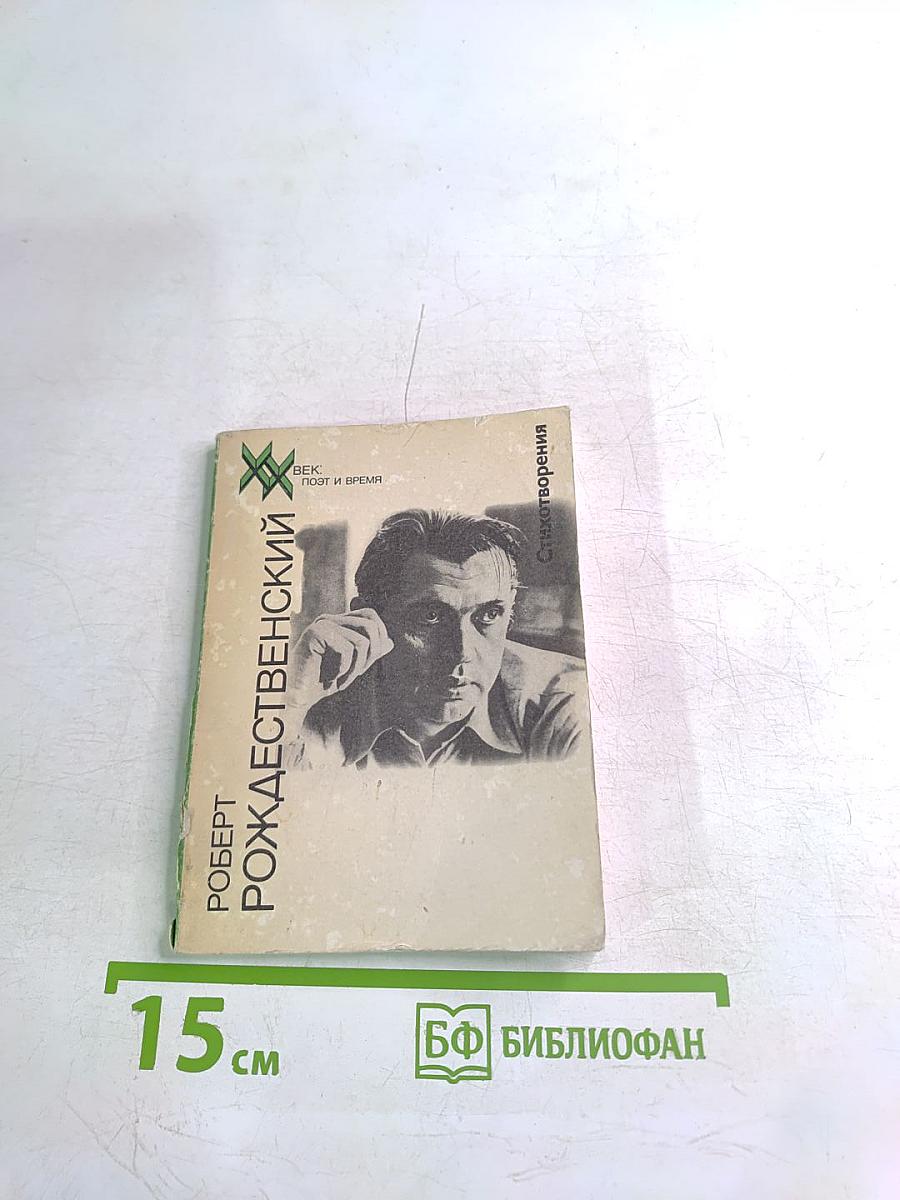 XX ВЕК:
ПОЭТ И ВРЕМЯ
РОБЕРТ
РОЖДЕСТВЕНСКИЙ
Стихотворения
15 см
БФ БИБЛИОФАН